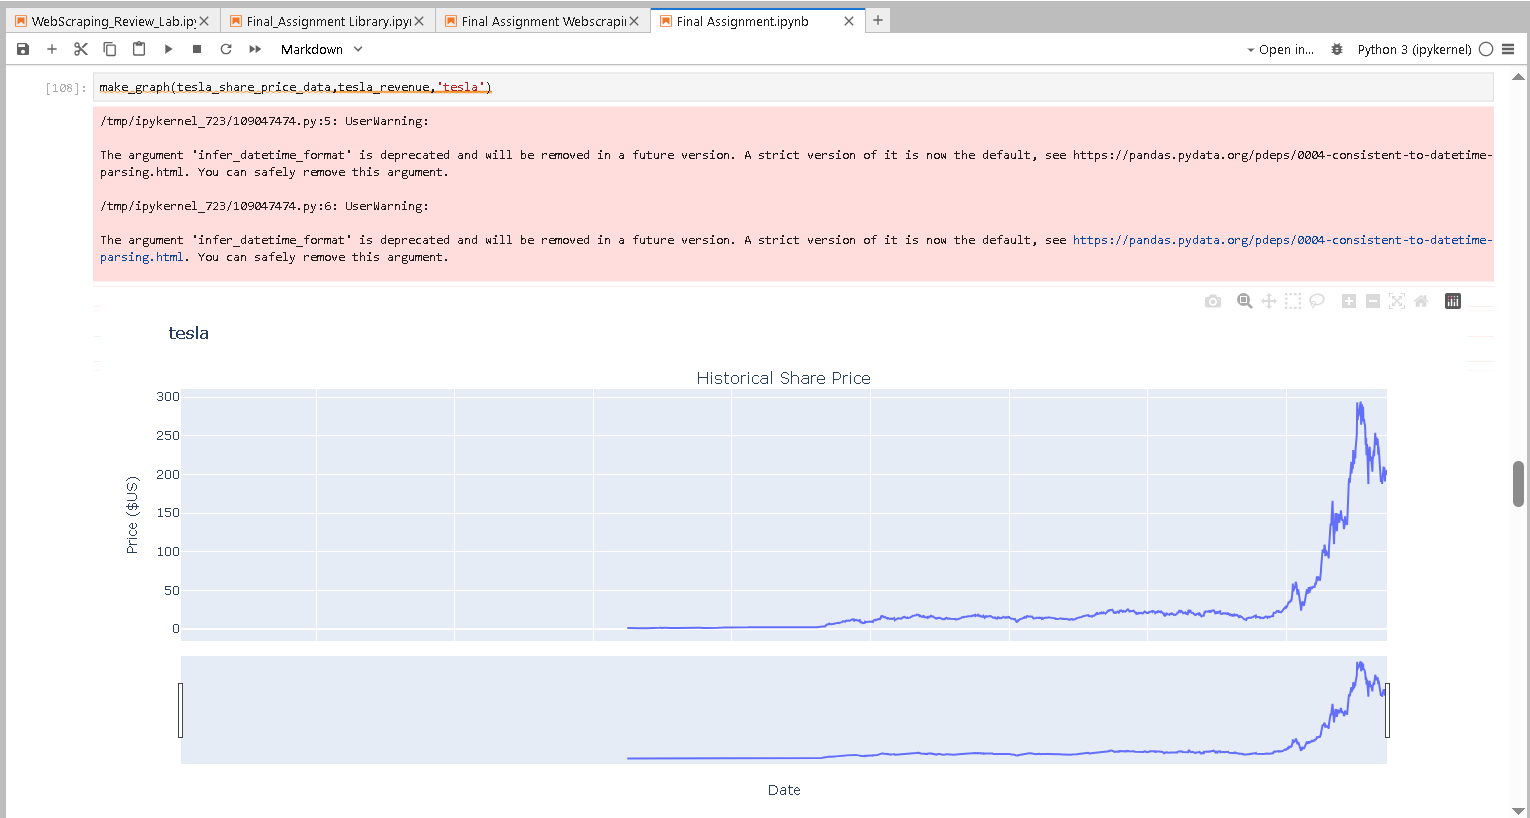 WebScraping_Review_Lab.ipy
Final_Assignment Library.ipyn
Final Assignment Webscrapin
Final Assignment.ipynb
Markdown
Open in...
Python 3 (ipykernel)
[108]:
make_graph(tesla_share_price_data,tesla_revenue,'tesla')
/tmp/ipykernel_723/109047474.py:5: UserWarning:
The argument 'infer_datetime_format' is deprecated and will be removed in a future version. A strict version of it is now the default, see https://pandas.pydata.org/pdeps/0004-consistent-to-datetime-
parsing.html. You can safely remove this argument.
/tmp/ipykernel_723/109047474.py:6: UserWarning:
The argument 'infer_datetime_format' is deprecated and will be removed in a future version. A strict version of it is now the default, see https://pandas.pydata.org/pdeps/0004-consistent-to-datetime-
parsing.html. You can safely remove this argument.
tesla
Historical Share Price
300
250
200
150
100
50
0
Price ($US)
Date